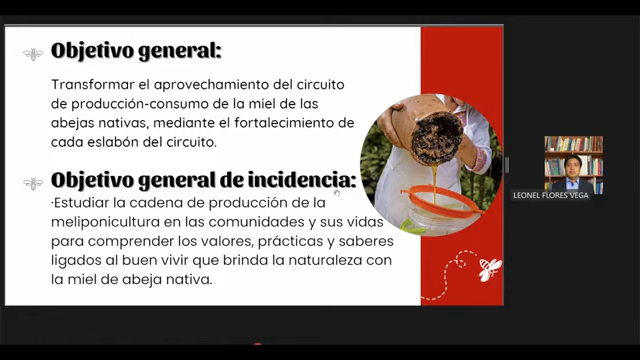 Objetivo general:
Transformar el aprovechamiento del circuito
de producción-consumo de la miel de las
abejas nativas, mediante el fortalecimiento de
cada eslabón del circuito.
Objetivo general de incidencia:
·Estudiar la cadena de producción de la
meliponicultura en las comunidades y sus vidas
para comprender los valores, prácticas y saberes
ligados al buen vivir que brinda la naturaleza con
la miel de abeja nativa.
LEONEL FLORES VEGA